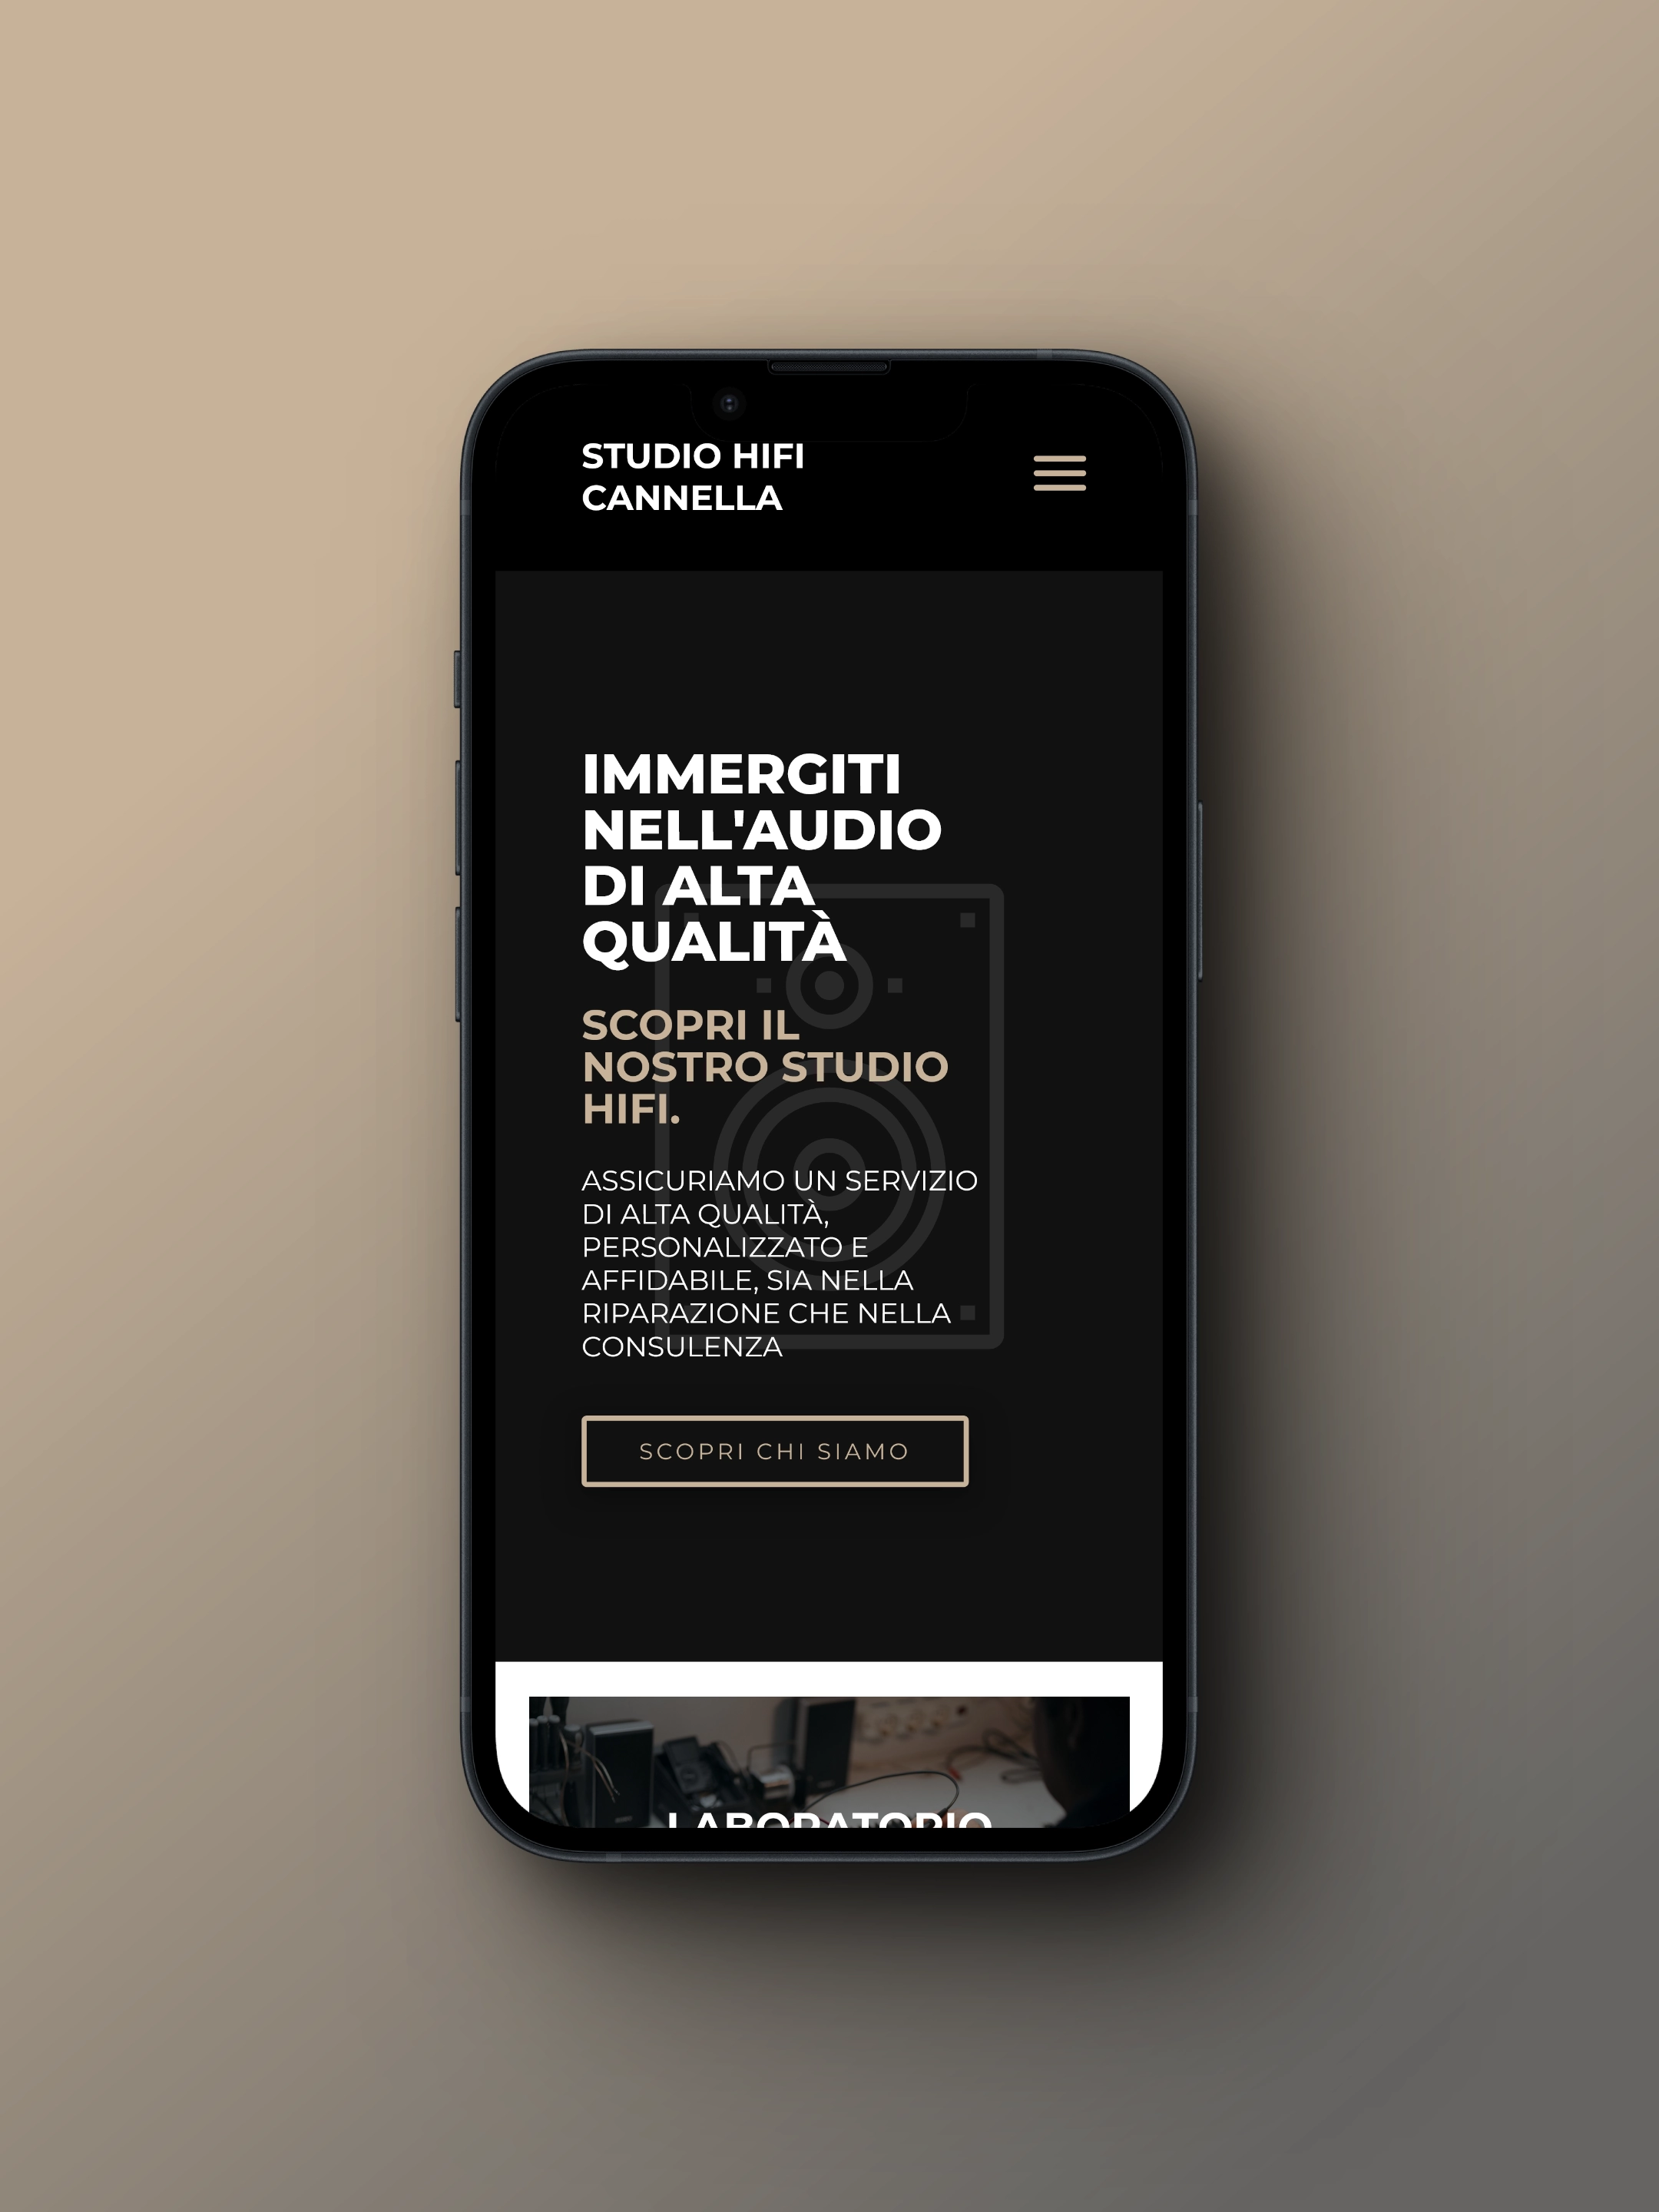 STUDIO HIFI
CANNELLA
IMMERGITI
NELL'AUDIO
DI ALTA
QUALITÀ
SCOPRI IL
NOSTRO STUDIO
HIFI.
ASSICURIAMO UN SERVIZIO
DI ALTA QUALITÀ,
PERSONALIZZATO E
AFFIDABILE, SIA NELLA
RIPARAZIONE CHE NELLA
CONSULENZA
SCOPRI CHI SIAMO
LABORATORIO